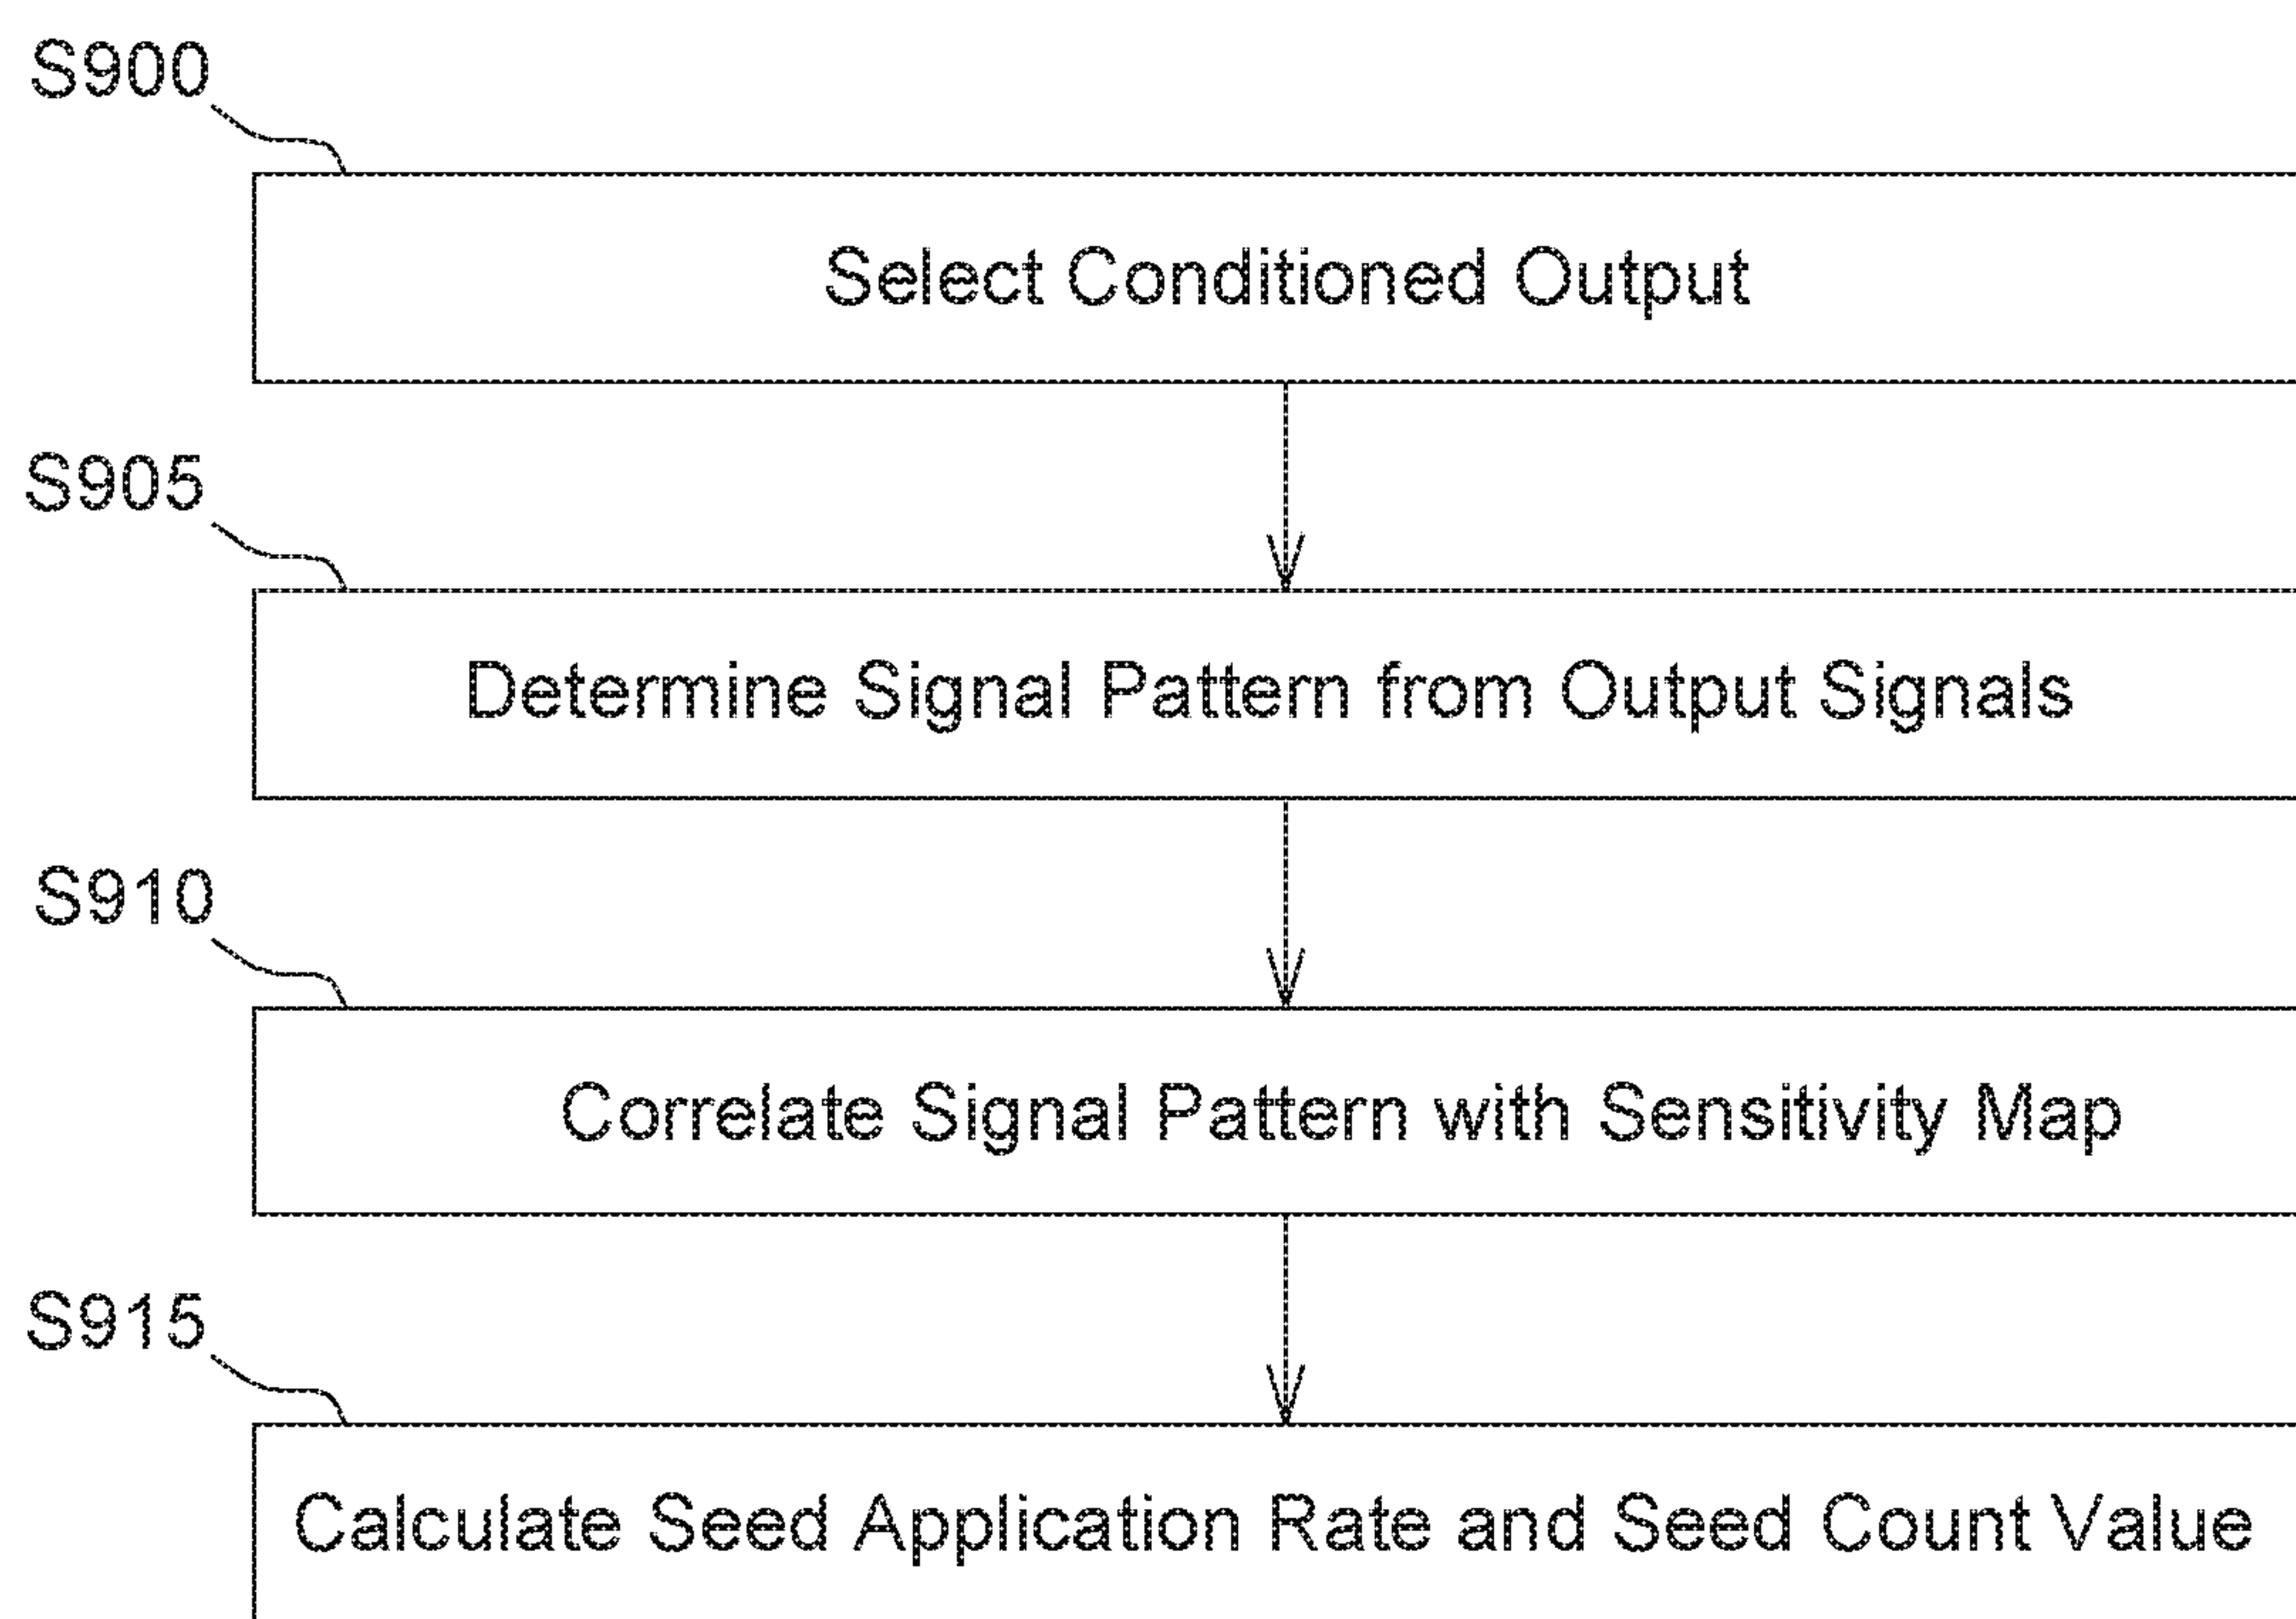 S900
Select Conditioned Output
S905
Determine Signal Pattern from Output Signals
S910
Correlate Signal Pattern with Sensitivity Map
S915
Calculate Seed Application Rate and Seed Count Value